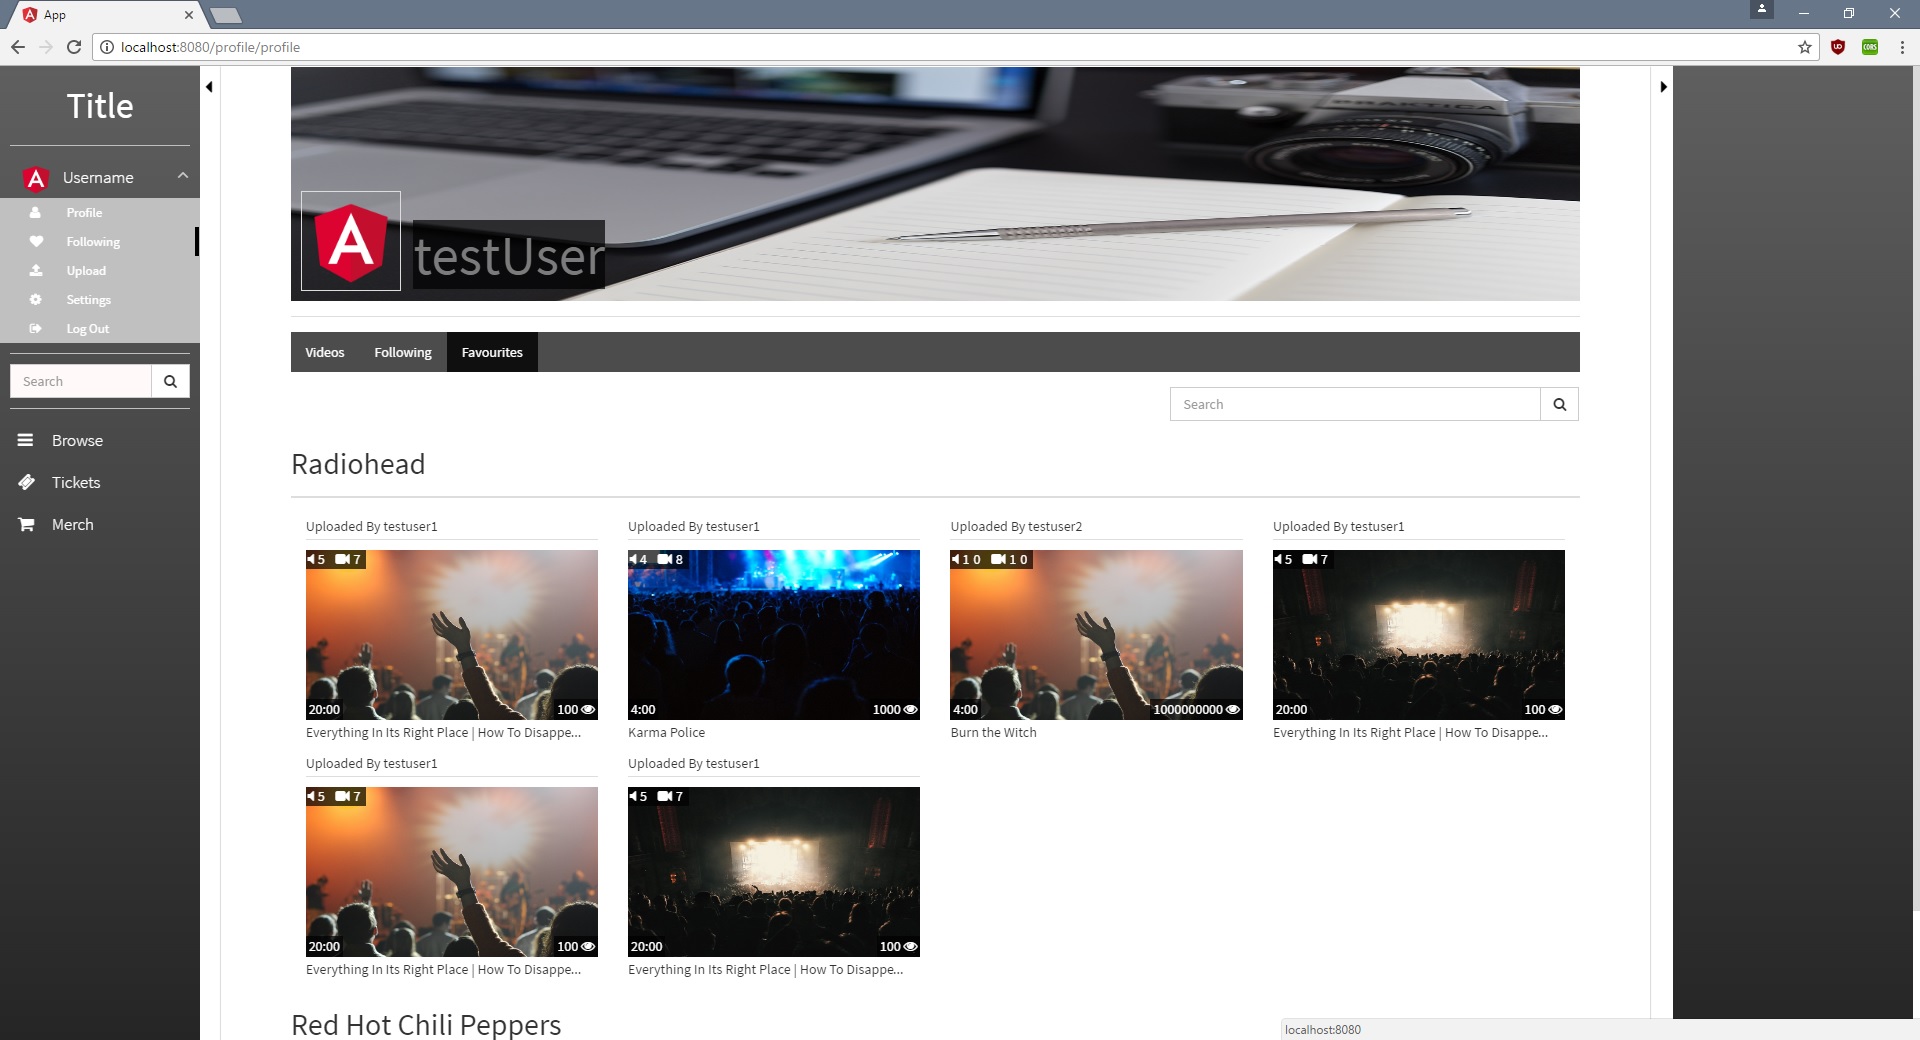 App
localhost:8080/profile/profile
Title
Username
Profile
Following
Upload
Settings
Log Out
Search
Browse
Tickets
Merch
PRAKTICA
testUser
Videos Following Favourites
Search
Radiohead
Uploaded By testuser1
5 7
20:00 100
Everything In Its Right Place | How To Disappe...
Uploaded By testuser1
4 8
4:00 1000
Karma Police
Uploaded By testuser2
10 10
4:00 1000000000
Burn the Witch
Uploaded By testuser1
5 7
20:00 100
Everything In Its Right Place | How To Disappe...
Uploaded By testuser1
5 7
20:00 100
Everything In Its Right Place | How To Disappe...
Uploaded By testuser1
5 7
20:00 100
Everything In Its Right Place | How To Disappe...
Red Hot Chili Peppers
localhost:8080